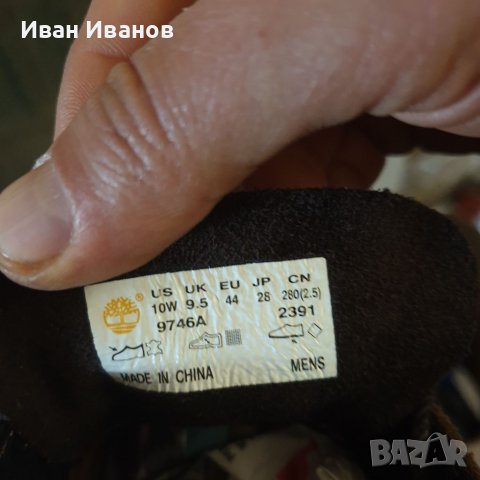 Иван Иванов
US UK EU JP CN
10W 9.5 44 28 280(2.5)
9746A 2391
MADE IN CHINA MENS
BAZAR